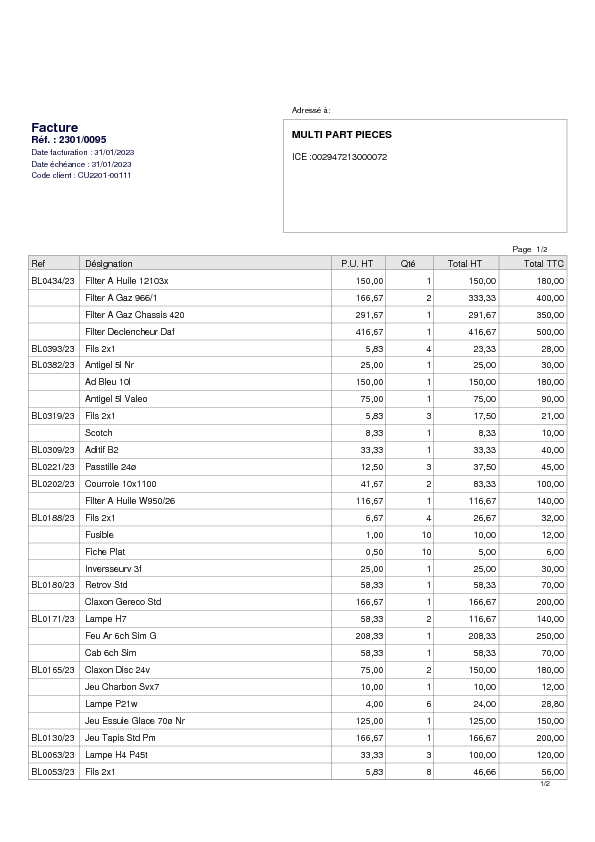 Adressé à:
Facture
Réf. : 2301/0095
Date facturation : 31/01/2023
Date échéance : 31/01/2023
Code client : CU2201-00111
MULTI PART PIECES
ICE :002947213000072
Page 1/2
Ref Désignation P.U. HT Qté Total HT Total TTC
BL0434/23 Filter A Huile 12103x 150,00 1 150,00 180,00
Filter A Gaz 966/1 166,67 2 333,33 400,00
Filter A Gaz Chassis 420 291,67 1 291,67 350,00
Filter Declencheur Daf 416,67 1 416,67 500,00
BL0393/23 Fils 2x1 5,83 4 23,33 28,00
BL0382/23 Antigel 5l Nr 25,00 1 25,00 30,00
Ad Bleu 10l 150,00 1 150,00 180,00
Antigel 5l Valeo 75,00 1 75,00 90,00
BL0319/23 Fils 2x1 5,83 3 17,50 21,00
Scotch 8,33 1 8,33 10,00
BL0309/23 Aditif B2 33,33 1 33,33 40,00
BL0221/23 Passtille 24ø 12,50 3 37,50 45,00
BL0202/23 Courroie 10x1100 41,67 2 83,33 100,00
Filter A Huile W950/26 116,67 1 116,67 140,00
BL0188/23 Fils 2x1 6,67 4 26,67 32,00
Fusible 1,00 10 10,00 12,00
Fiche Plat 0,50 10 5,00 6,00
Inversseurv 3f 25,00 1 25,00 30,00
BL0180/23 Retrov Std 58,33 1 58,33 70,00
Claxon Gereco Std 166,67 1 166,67 200,00
BL0171/23 Lampe H7 58,33 2 116,67 140,00
Feu Ar 6ch Sim G 208,33 1 208,33 250,00
Cab 6ch Sim 58,33 1 58,33 70,00
BL0165/23 Claxon Disc 24v 75,00 2 150,00 180,00
Jeu Charbon Svx7 10,00 1 10,00 12,00
Lampe P21w 4,00 6 24,00 28,80
Jeu Essuie Glace 70ø Nr 125,00 1 125,00 150,00
BL0130/23 Jeu Tapis Std Pm 166,67 1 166,67 200,00
BL0063/23 Lampe H4 P45t 33,33 3 100,00 120,00
BL0053/23 Fils 2x1 5,83 8 46,66 56,00
1/2